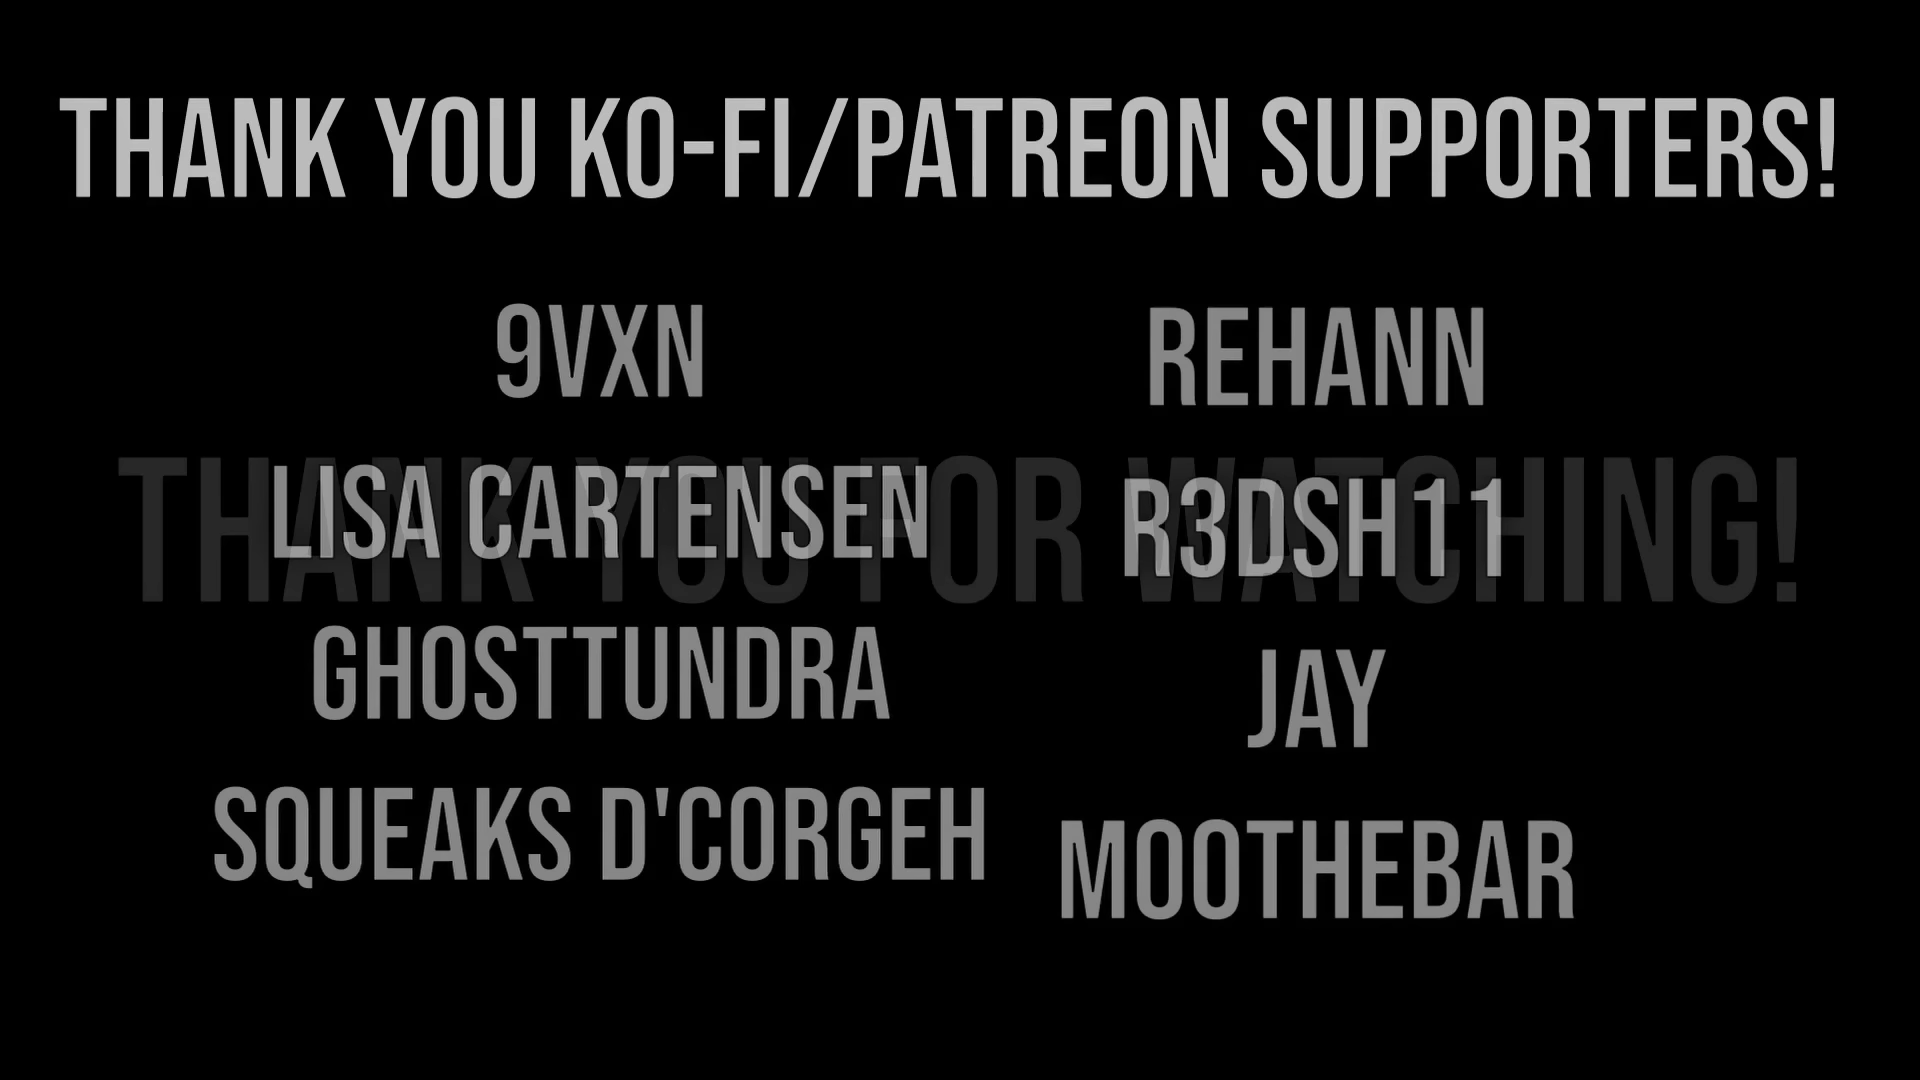 THANK YOU KO-FI/PATREON SUPPORTERS!
9VXN
LISA CARTENSEN
GHOSTTUNDRA
SQUEAKS D'CORGEH
REHANN
R3DSH11
JAY
MOOTHEBAR
THANK YOU FOR WATCHING!